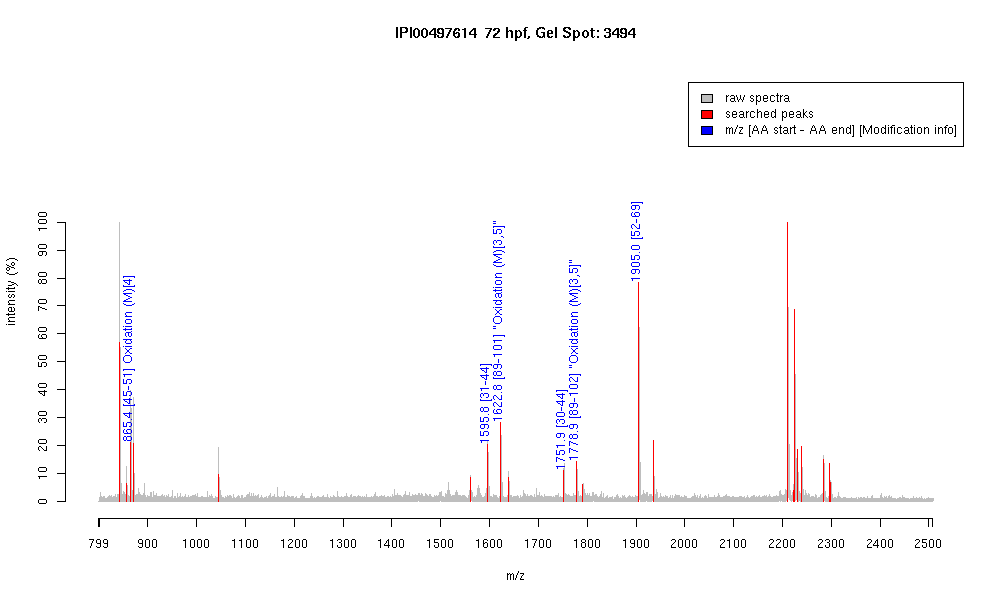 IPI00497614 72 hpf, Gel Spot: 3494
raw spectra
searched peaks
m/z [AA start - AA end] [Modification info]
intensity (%)
100
90
80
70
60
50
40
30
20
10
0
865.4 [45-51] Oxidation (M)[4]
1595.8 [31-44]
1622.8 [89-101] "Oxidation (M)[3,5]"
1751.9 [30-44]
1778.9 [89-102] "Oxidation (M)[3,5]"
1905.0 [52-69]
799 900 1000 1100 1200 1300 1400 1500 1600 1700 1800 1900 2000 2100 2200 2300 2400 2500
m/z